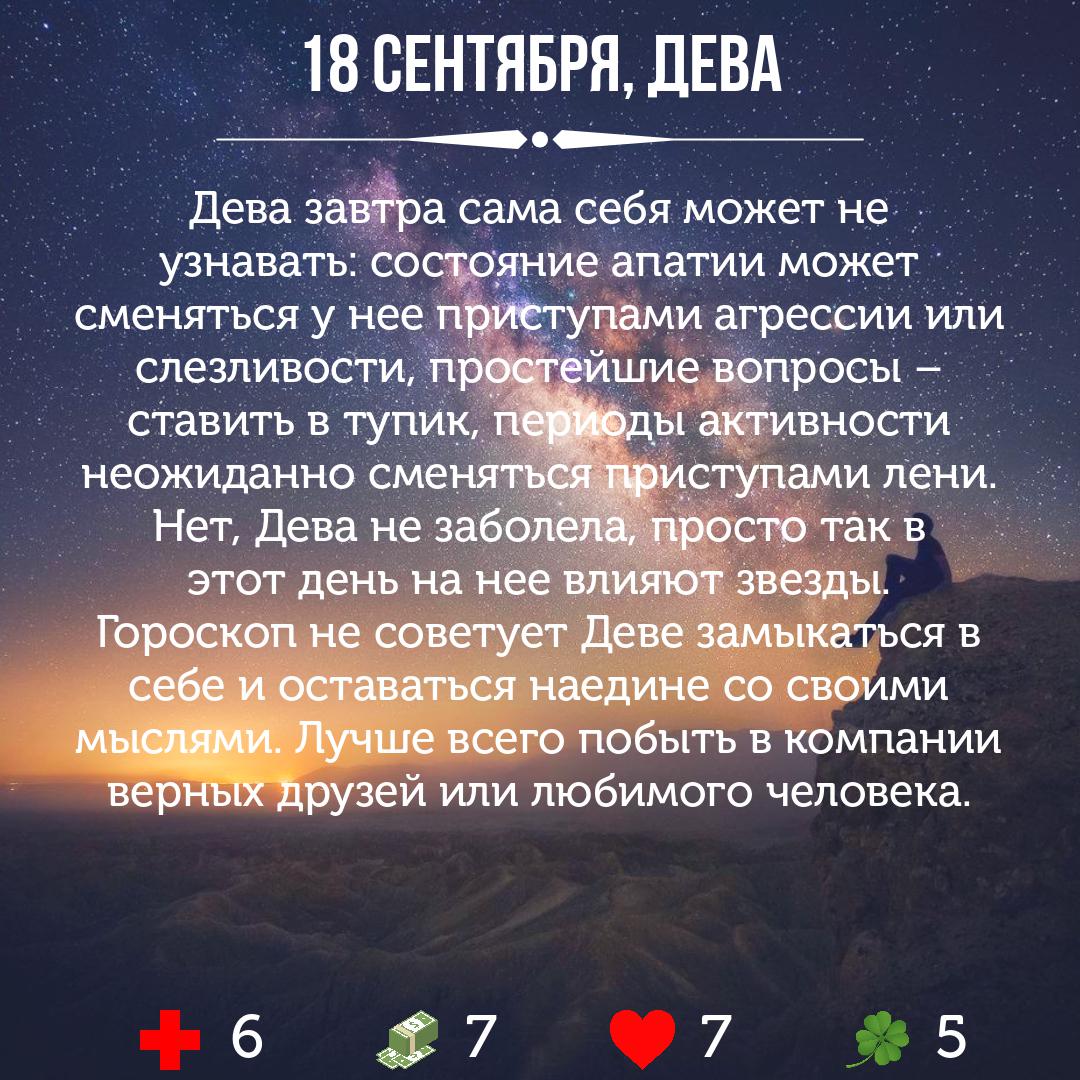 18 СЕНТЯБРЯ, ДЕВА
Дева завтра сама себя может не
узнавать: состояние апатии может
сменяться у нее приступами агрессии или
слезливости, простейшие вопросы –
ставить в тупик, периоды активности
неожиданно сменяться приступами лени.
Нет, Дева не заболела, просто так в
этот день на нее влияют звезды.
Гороскоп не советует Деве замыкаться в
себе и оставаться наедине со своими
мыслями. Лучше всего побыть в компании
верных друзей или любимого человека.
6 7 7 5